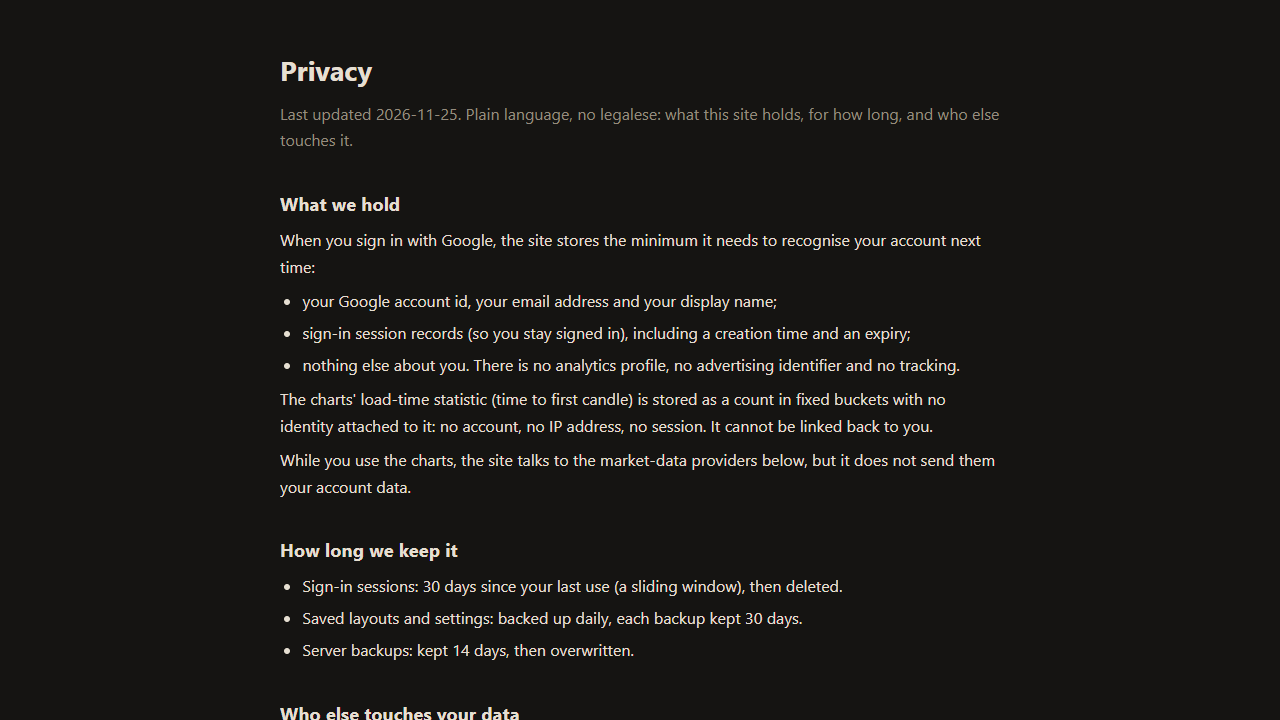 Privacy
Last updated 2026-11-25. Plain language, no legalese: what this site holds, for how long, and who else
touches it.
What we hold
When you sign in with Google, the site stores the minimum it needs to recognise your account next
time:
• your Google account id, your email address and your display name;
• sign-in session records (so you stay signed in), including a creation time and an expiry;
• nothing else about you. There is no analytics profile, no advertising identifier and no tracking.
The charts' load-time statistic (time to first candle) is stored as a count in fixed buckets with no
identity attached to it: no account, no IP address, no session. It cannot be linked back to you.
While you use the charts, the site talks to the market-data providers below, but it does not send them
your account data.
How long we keep it
• Sign-in sessions: 30 days since your last use (a sliding window), then deleted.
• Saved layouts and settings: backed up daily, each backup kept 30 days.
• Server backups: kept 14 days, then overwritten.
Who else touches your data